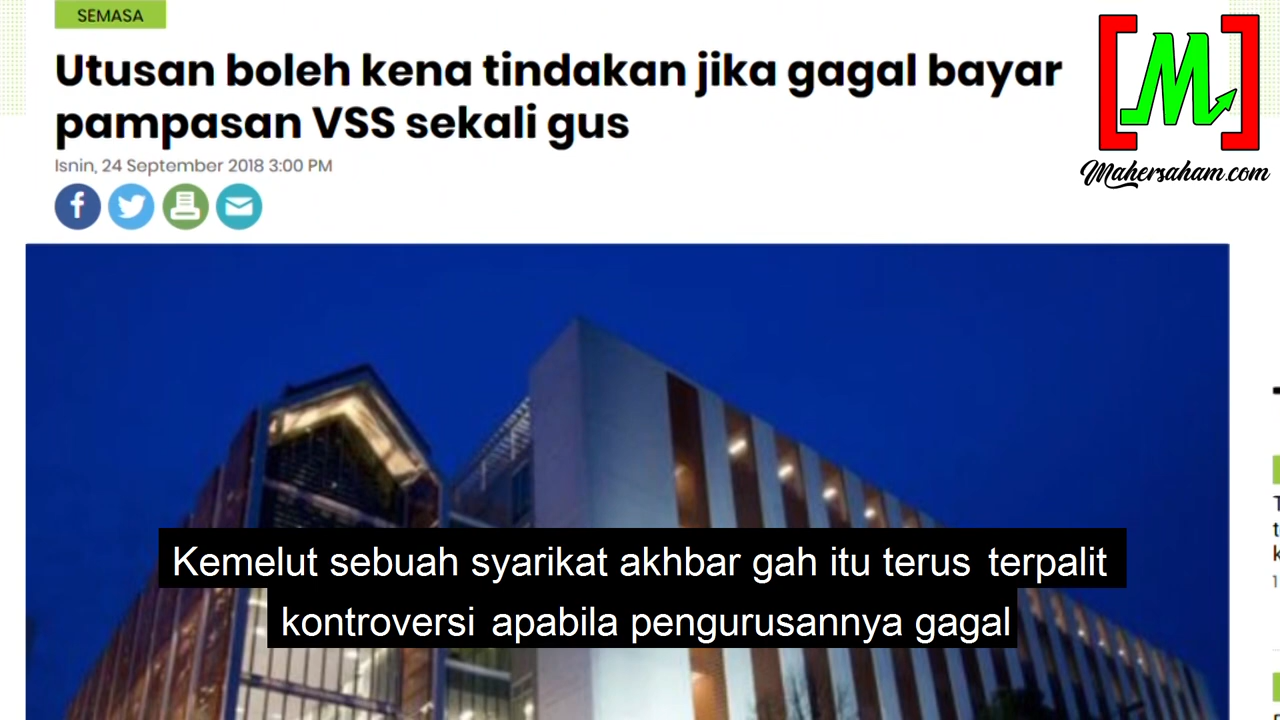 SEMASA
Utusan boleh kena tindakan jika gagal bayar
pampasan VSS sekali gus
Isnin, 24 September 2018 3:00 PM
Mahersaham.com
Kemelut sebuah syarikat akhbar gah itu terus terpalit
kontroversi apabila pengurusannya gagal